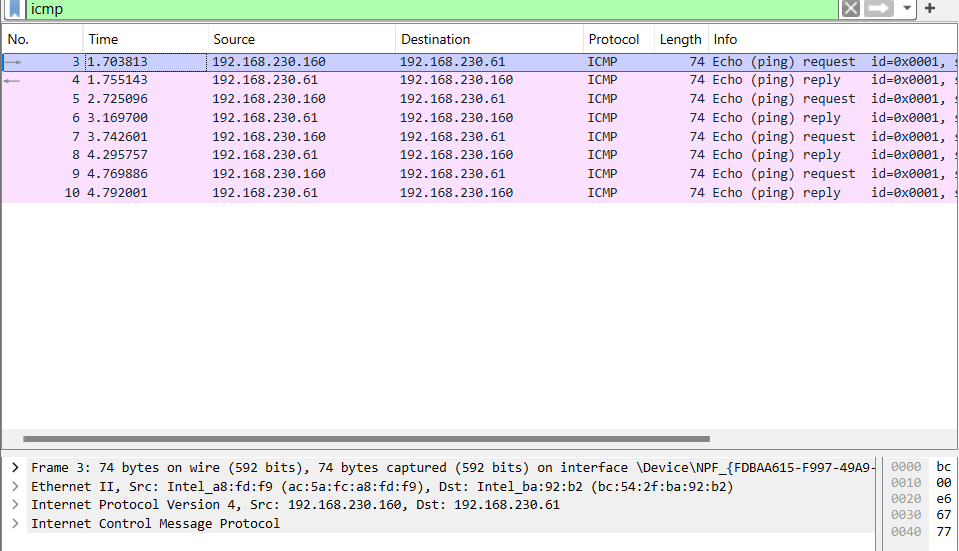 icmp
No. Time Source Destination Protocol Length Info
3 1.703813 192.168.230.160 192.168.230.61 ICMP 74 Echo (ping) request id=0x0001,
4 1.755143 192.168.230.61 192.168.230.160 ICMP 74 Echo (ping) reply id=0x0001,
5 2.725096 192.168.230.160 192.168.230.61 ICMP 74 Echo (ping) request id=0x0001,
6 3.169700 192.168.230.61 192.168.230.160 ICMP 74 Echo (ping) reply id=0x0001,
7 3.742601 192.168.230.160 192.168.230.61 ICMP 74 Echo (ping) request id=0x0001,
8 4.295757 192.168.230.61 192.168.230.160 ICMP 74 Echo (ping) reply id=0x0001,
9 4.769886 192.168.230.160 192.168.230.61 ICMP 74 Echo (ping) request id=0x0001,
10 4.792001 192.168.230.61 192.168.230.160 ICMP 74 Echo (ping) reply id=0x0001,
Frame 3: 74 bytes on wire (592 bits), 74 bytes captured (592 bits) on interface \Device\NPF_{FDBAA615-F997-49A9-
Ethernet II, Src: Intel_a8:fd:f9 (ac:5a:fc:a8:fd:f9), Dst: Intel_ba:92:b2 (bc:54:2f:ba:92:b2)
Internet Protocol Version 4, Src: 192.168.230.160, Dst: 192.168.230.61
Internet Control Message Protocol
0000 bc
0010 00
0020 e6
0030 67
0040 77